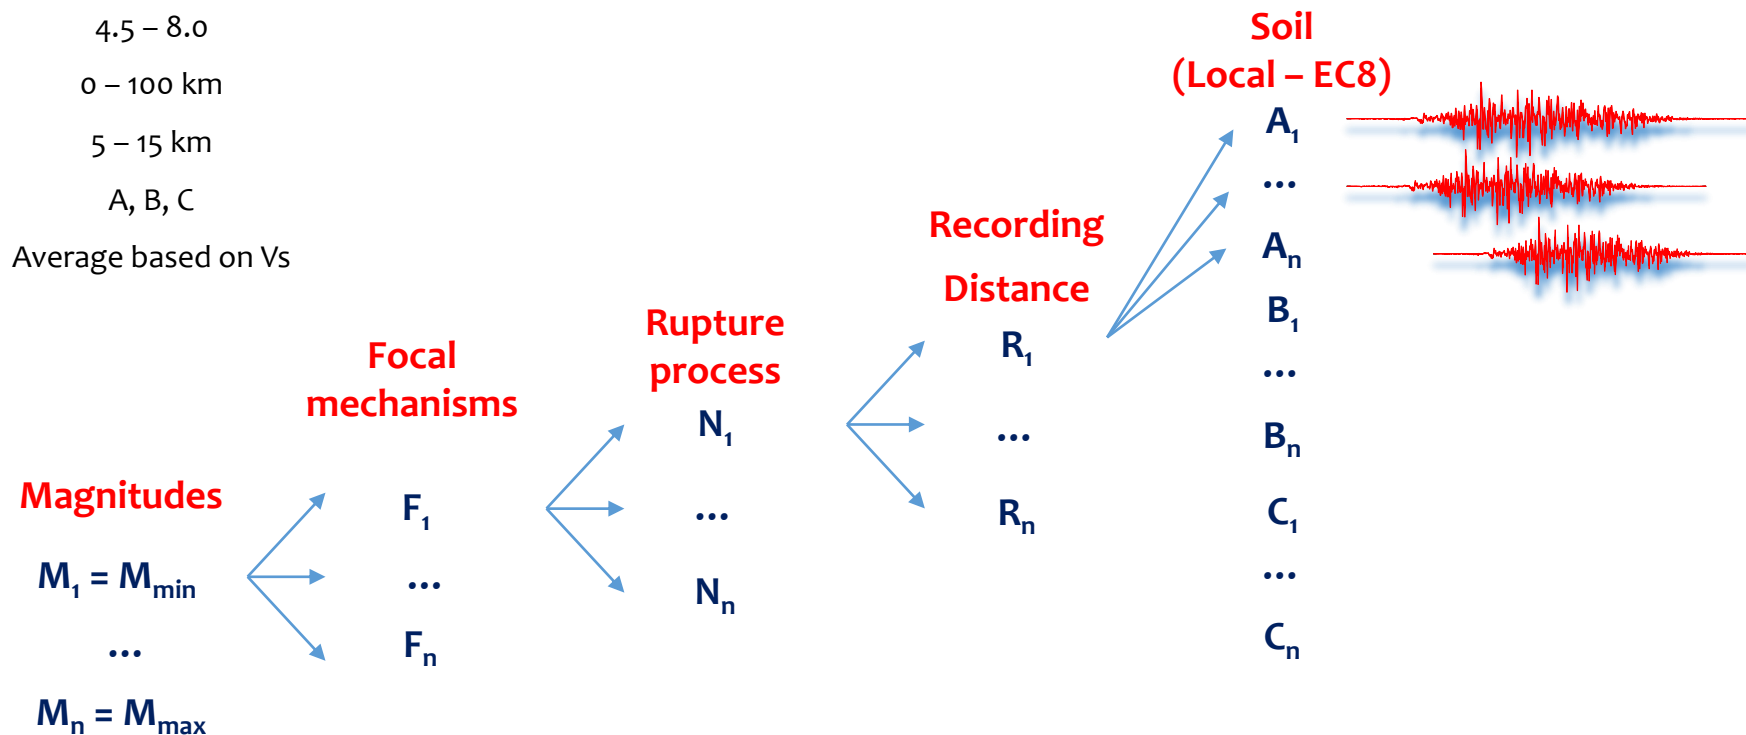 4.5 – 8.0
0 – 100 km
5 – 15 km
A, B, C
Average based on Vs
Magnitudes
M₁ = Mmin
...
Mn = Mmax
Focal
mechanisms
F₁
...
Fn
Rupture
process
N₁
...
Nn
Recording
Distance
R₁
...
Rn
Soil
(Local – EC8)
A₁
...
An
B₁
...
Bn
C₁
...
Cn